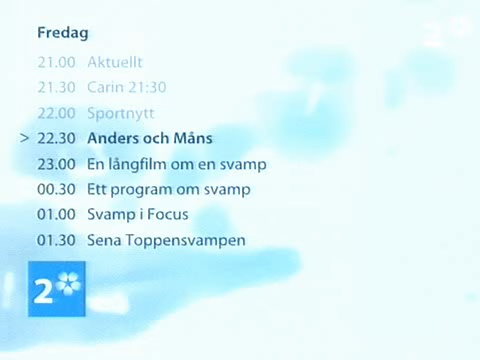 Fredag
21.00 Aktuellt
21.30 Carin 21:30
22.00 Sportnytt
> 22.30 Anders och Måns
23.00 En långfilm om en svamp
00.30 Ett program om svamp
01.00 Svamp i Focus
01.30 Sena Toppensvampen
2
2